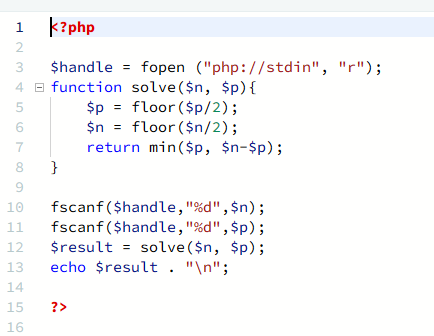 1 <?php
2
3 $handle = fopen ("php://stdin", "r");
4 function solve($n, $p){
5     $p = floor($p/2);
6     $n = floor($n/2);
7     return min($p, $n-$p);
8 }
9
10 fscanf($handle,"%d",$n);
11 fscanf($handle,"%d",$p);
12 $result = solve($n, $p);
13 echo $result . "\n";
14
15 ?>
16